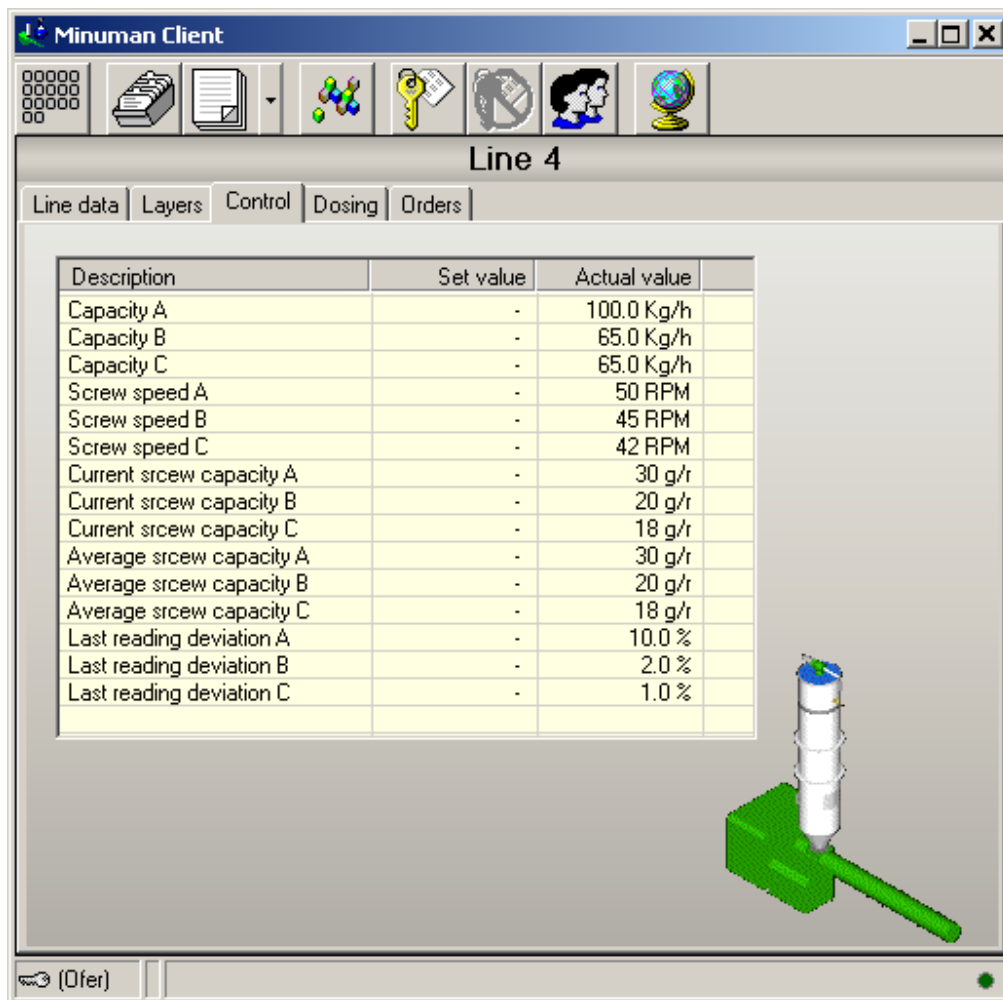 Minuman Client
Line 4
Line data Layers Control Dosing Orders
Description Set value Actual value
Capacity A - 100.0 Kg/h
Capacity B - 65.0 Kg/h
Capacity C - 65.0 Kg/h
Screw speed A - 50 RPM
Screw speed B - 45 RPM
Screw speed C - 42 RPM
Current srcew capacity A - 30 g/r
Current srcew capacity B - 20 g/r
Current srcew capacity C - 18 g/r
Average srcew capacity A - 30 g/r
Average srcew capacity B - 20 g/r
Average srcew capacity C - 18 g/r
Last reading deviation A - 10.0 %
Last reading deviation B - 2.0 %
Last reading deviation C - 1.0 %
(Ofer)